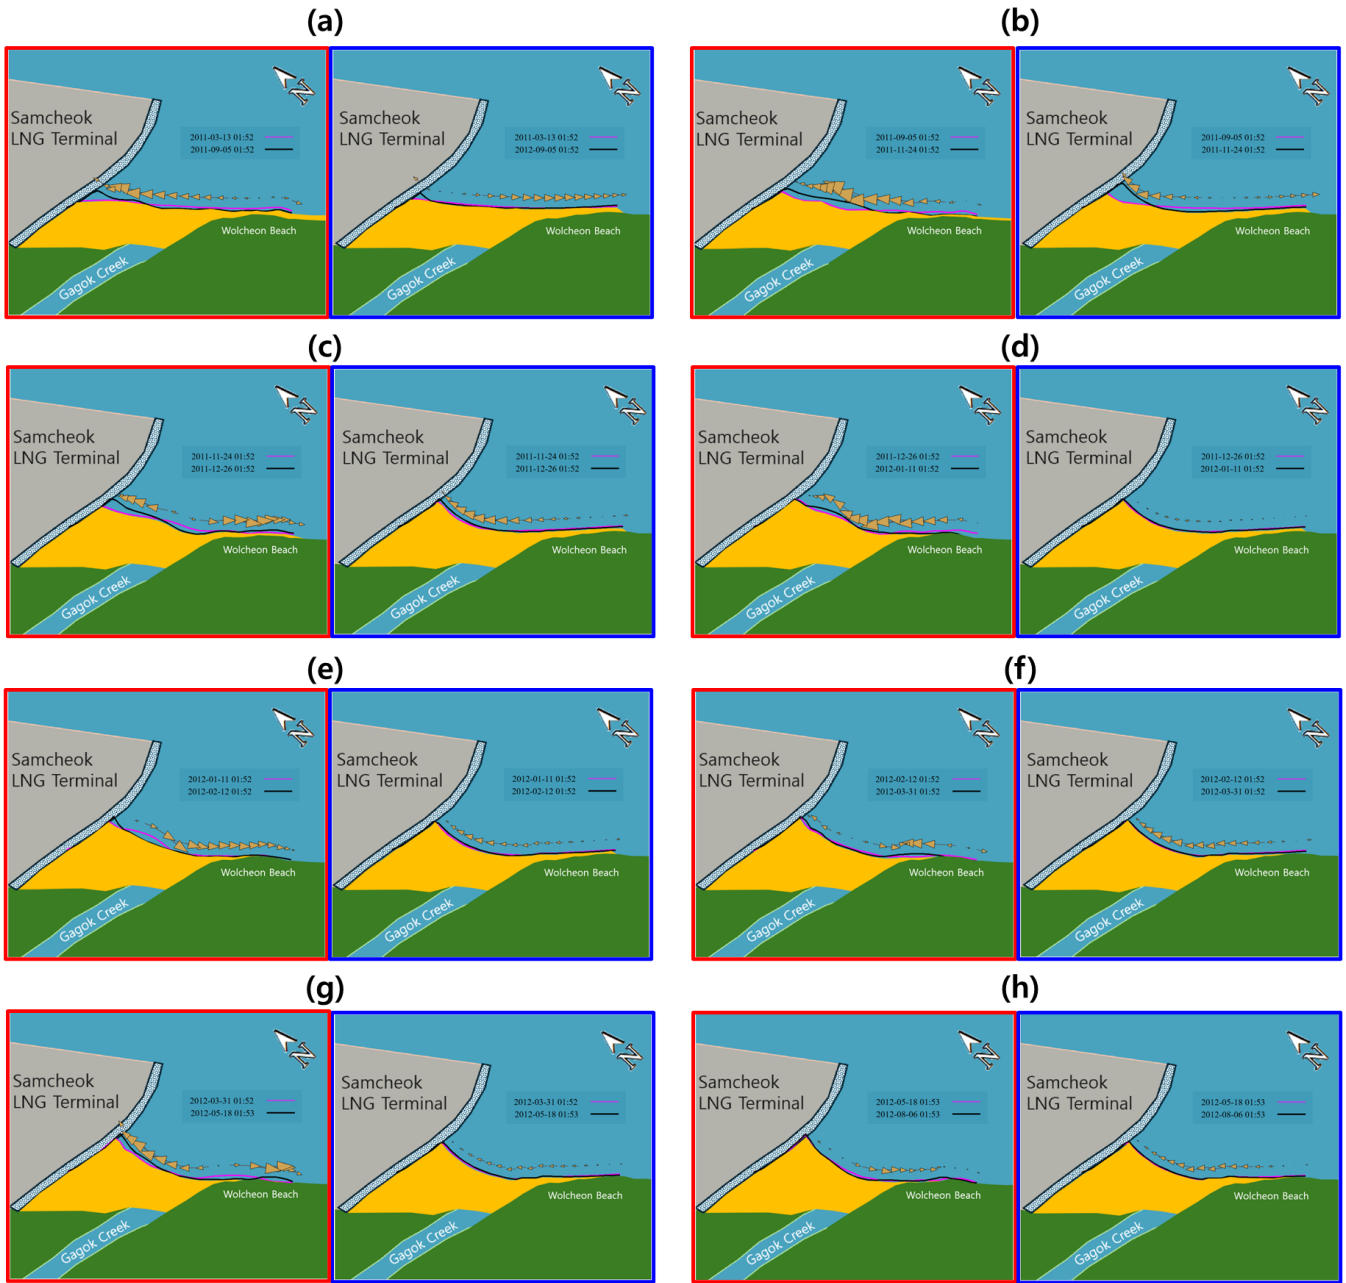 (a)
Samcheok
LNG Terminal
N
2011-03-13 01:52
2011-09-05 01:52
Wolcheon Beach
Gagok Creek
Samcheok
LNG Terminal
N
2011-03-13 01:52
2012-09-05 01:52
Wolcheon Beach
Gagok Creek
(b)
Samcheok
LNG Terminal
N
2011-09-05 01:52
2011-11-24 01:52
Wolcheon Beach
Gagok Creek
Samcheok
LNG Terminal
N
2011-09-05 01:52
2011-11-24 01:52
Wolcheon Beach
Gagok Creek
(c)
Samcheok
LNG Terminal
N
2011-11-24 01:52
2011-12-26 01:52
Wolcheon Beach
Gagok Creek
Samcheok
LNG Terminal
N
2011-11-24 01:52
2011-12-26 01:52
Wolcheon Beach
Gagok Creek
(d)
Samcheok
LNG Terminal
N
2011-12-26 01:52
2012-01-11 01:52
Wolcheon Beach
Gagok Creek
Samcheok
LNG Terminal
N
2011-12-26 01:52
2012-01-11 01:52
Wolcheon Beach
Gagok Creek
(e)
Samcheok
LNG Terminal
N
2012-01-11 01:52
2012-02-12 01:52
Wolcheon Beach
Gagok Creek
Samcheok
LNG Terminal
N
2012-01-11 01:52
2012-02-12 01:52
Wolcheon Beach
Gagok Creek
(f)
Samcheok
LNG Terminal
N
2012-02-12 01:52
2012-03-31 01:52
Wolcheon Beach
Gagok Creek
Samcheok
LNG Terminal
N
2012-02-12 01:52
2012-03-31 01:52
Wolcheon Beach
Gagok Creek
(g)
Samcheok
LNG Terminal
N
2012-03-31 01:52
2012-05-18 01:53
Wolcheon Beach
Gagok Creek
Samcheok
LNG Terminal
N
2012-03-31 01:52
2012-05-18 01:53
Wolcheon Beach
Gagok Creek
(h)
Samcheok
LNG Terminal
N
2012-05-18 01:53
2012-08-06 01:53
Wolcheon Beach
Gagok Creek
Samcheok
LNG Terminal
N
2012-05-18 01:53
2012-08-06 01:53
Wolcheon Beach
Gagok Creek